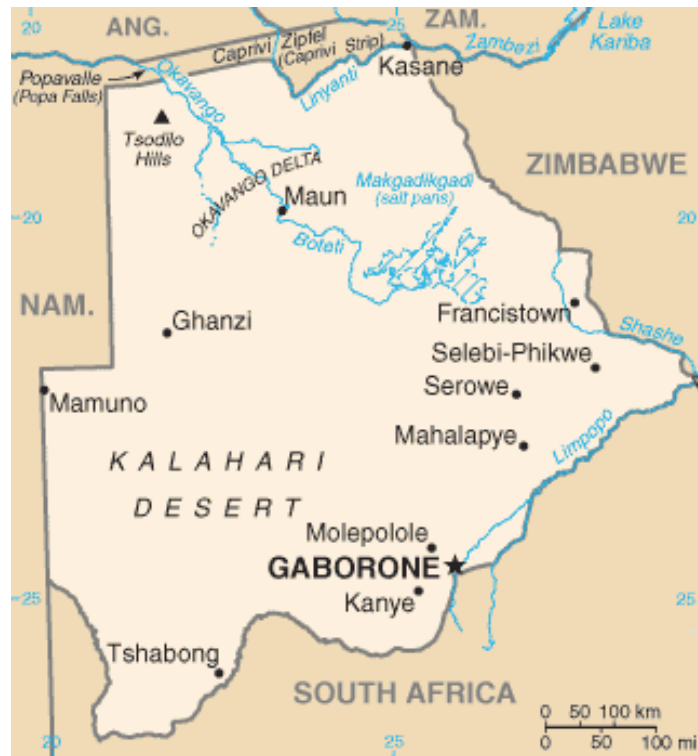 20
ANG.
25
ZAM.
Lake
Kariba
Caprivi Zipfel
(Caprivi Strip)
Zambezi
Popavalle
(Popa Falls)
Okavango
Linyanti
Kasane
Tsodilo
Hills
ZIMBABWE
OKAVANGO DELTA
Makgadikgadi
(salt pans)
20
Maun
20
Boteti
NAM.
Ghanzi
Francistown
Shashe
Selebi-Phikwe
Mamuno
Serowe
Mahalapye
Limpopo
KALAHARI
DESERT
Molepolole
GABORONE
25
Kanye
25
Tshabong
SOUTH AFRICA
0 50 100 km
0 50 100 mi
20
25